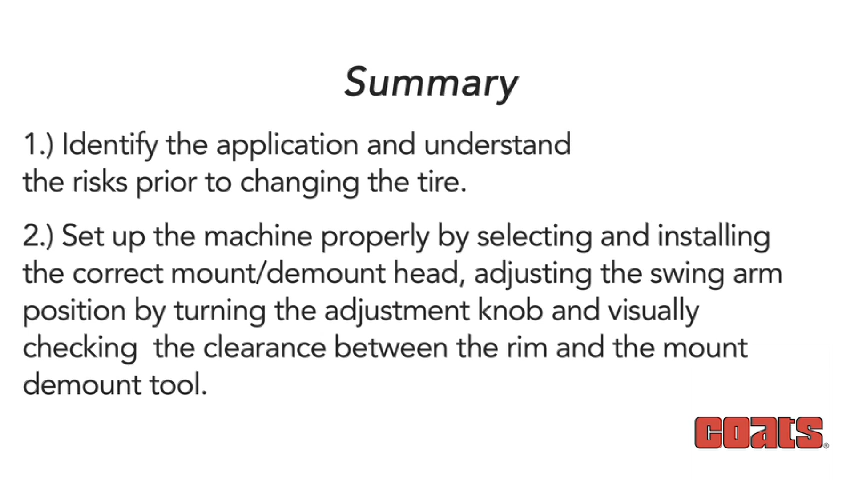 Summary
1.) Identify the application and understand
the risks prior to changing the tire.
2.) Set up the machine properly by selecting and installing
the correct mount/demount head, adjusting the swing arm
position by turning the adjustment knob and visually
checking  the clearance between the rim and the mount
demount tool.
coats®